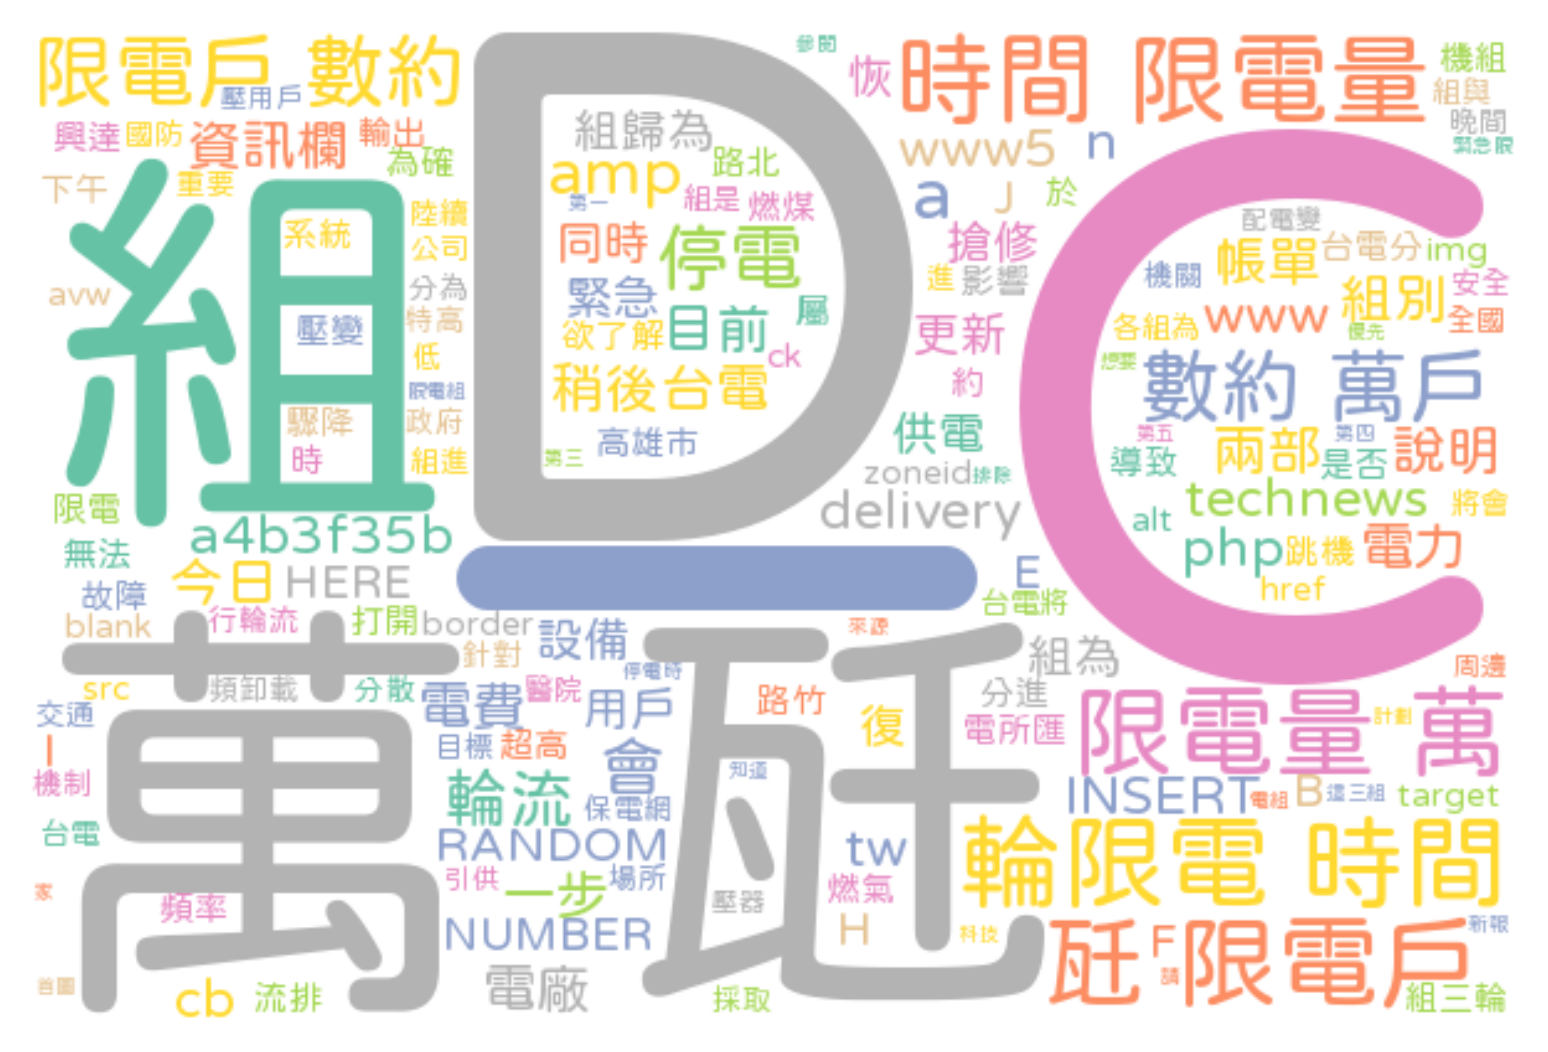 限電戶 數約
壓用戶
興達
國防
資訊欄
輸出
為確
下午
重要
組
系統
陸續
公司
avw
壓變
分為
特高
低
限電組
驟降
政府
時
組進
限電
a4b3f35b
無法
今日
HERE
故障
D
組歸為
amp
路北
第一
組是
燃煤
同時
停電
緊急
目前
屬
欲了解
ck
稍後台電
高雄市
第三
參閱
恢
時間 限電量
機組
組與
晚間
緊急限
www5
n
a
J
於
搶修
進
影響
更新
約
供電
zoneid
排除
delivery
C
配電變
帳單
台電分
img
機關
組別
安全
各組為
www
全國
優先
想要
數約 萬戶
第五
兩部
第四
說明
導致
是否
technews
將會
alt
php
跳機
電力
href
一
E
台電將
blank
行輪流
打開
border
設備
來源
針對
停電時
組為
萬
src
頻卸載
分散
電費
醫院
用戶
瓩
路竹
復
分進
周邊
交通
I
目標
超高
會
電所匯
限電量 萬
計劃
機制
輪流
保電網
知道
INSERT
電組
B
這三組
target
台電
RANDOM
tw
輪限電 時間
家
頻率
引供
一步
場所
壓器
燃氣
NUMBER
H
科技
瓩
F
限電戶
新報
請
首圖
cb
流排
電廠
採取
組三輪